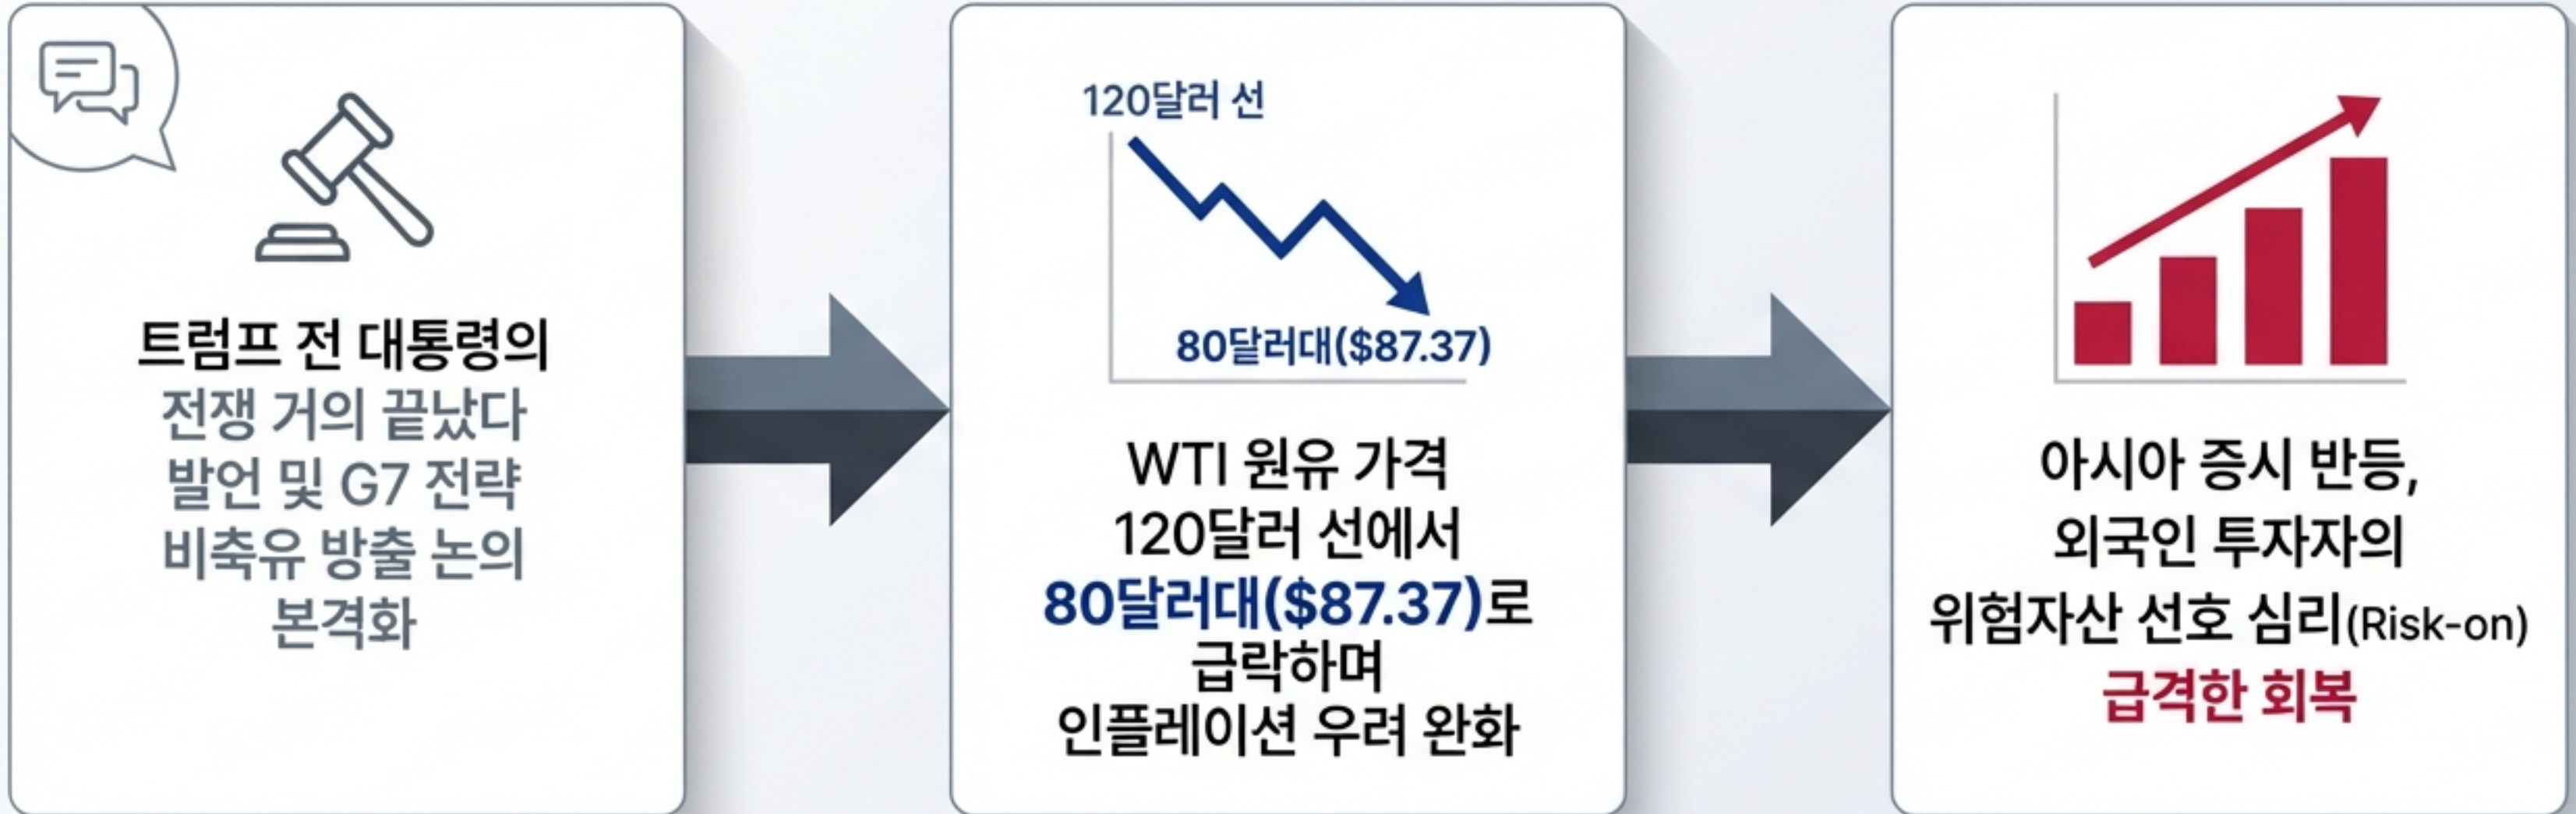 트럼프 전 대통령의
전쟁 거의 끝났다
발언 및 G7 전략
비축유 방출 논의
본격화
120달러 선
80달러대($87.37)
WTI 원유 가격
120달러 선에서
80달러대($87.37)로
급락하며
인플레이션 우려 완화
아시아 증시 반등,
외국인 투자자의
위험자산 선호 심리(Risk-on)
급격한 회복